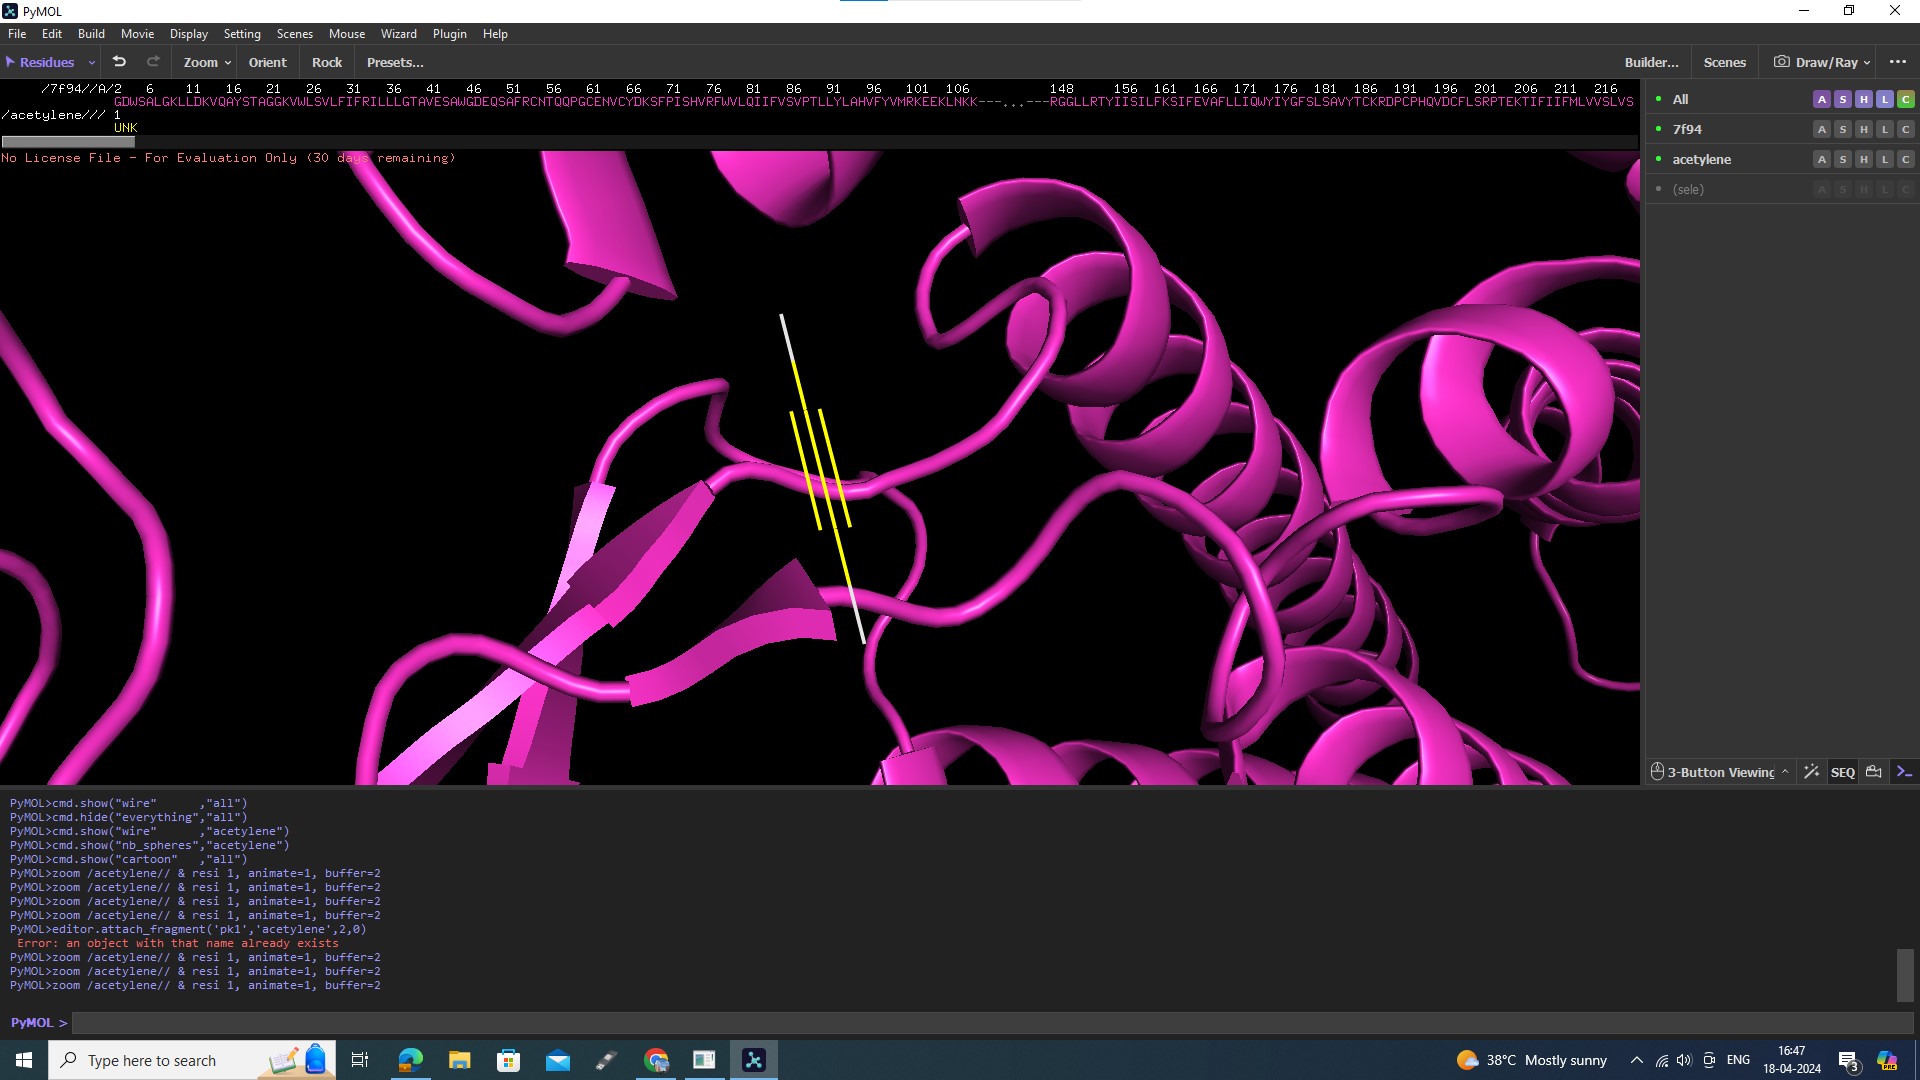 PyMOL
File Edit Build Movie Display Setting Scenes Mouse Wizard Plugin Help
Residues Zoom Orient Rock Presets... Builder... Scenes Draw/Ray
/7f94//A/2 6 11 16 21 26 31 36 41 46 51 56 61 66 71 76 81 86 91 96 101 106 148 156 161 166 171 176 181 186 191 196 201 206 211 216
GDWSALGKLLDKVQAYSTAGGKVWLSVLFIFRILLLGTAVESAWGDEQSAFRCNTQQPGCENVCYDKSFPISHVRFWVLQIIFVSVPTLLYLAHVFYVMRKEEKLNKK---...---RGGLLRTYIISILFKSIFEVAFLLIQWYIYGFSLSAVYTCKRDPCPHQVDCFLSRPTEKTIFIIFMLVVSLVS
/acetylene/// 1
UNK
No License File - For Evaluation Only (30 days remaining)
All A S H L C
7f94 A S H L C
acetylene A S H L C
(sele) A S H L C
3-Button Viewing SEQ
PyMOL>cmd.show("wire" ,"all")
PyMOL>cmd.hide("everything","all")
PyMOL>cmd.show("wire" ,"acetylene")
PyMOL>cmd.show("nb_spheres","acetylene")
PyMOL>cmd.show("cartoon" ,"all")
PyMOL>zoom /acetylene// & resi 1, animate=1, buffer=2
PyMOL>zoom /acetylene// & resi 1, animate=1, buffer=2
PyMOL>zoom /acetylene// & resi 1, animate=1, buffer=2
PyMOL>zoom /acetylene// & resi 1, animate=1, buffer=2
PyMOL>editor.attach_fragment('pk1','acetylene',2,0)
Error: an object with that name already exists
PyMOL>zoom /acetylene// & resi 1, animate=1, buffer=2
PyMOL>zoom /acetylene// & resi 1, animate=1, buffer=2
PyMOL>zoom /acetylene// & resi 1, animate=1, buffer=2
PyMOL >
Type here to search
38°C Mostly sunny
ENG
16:47
18-04-2024
3
PRE